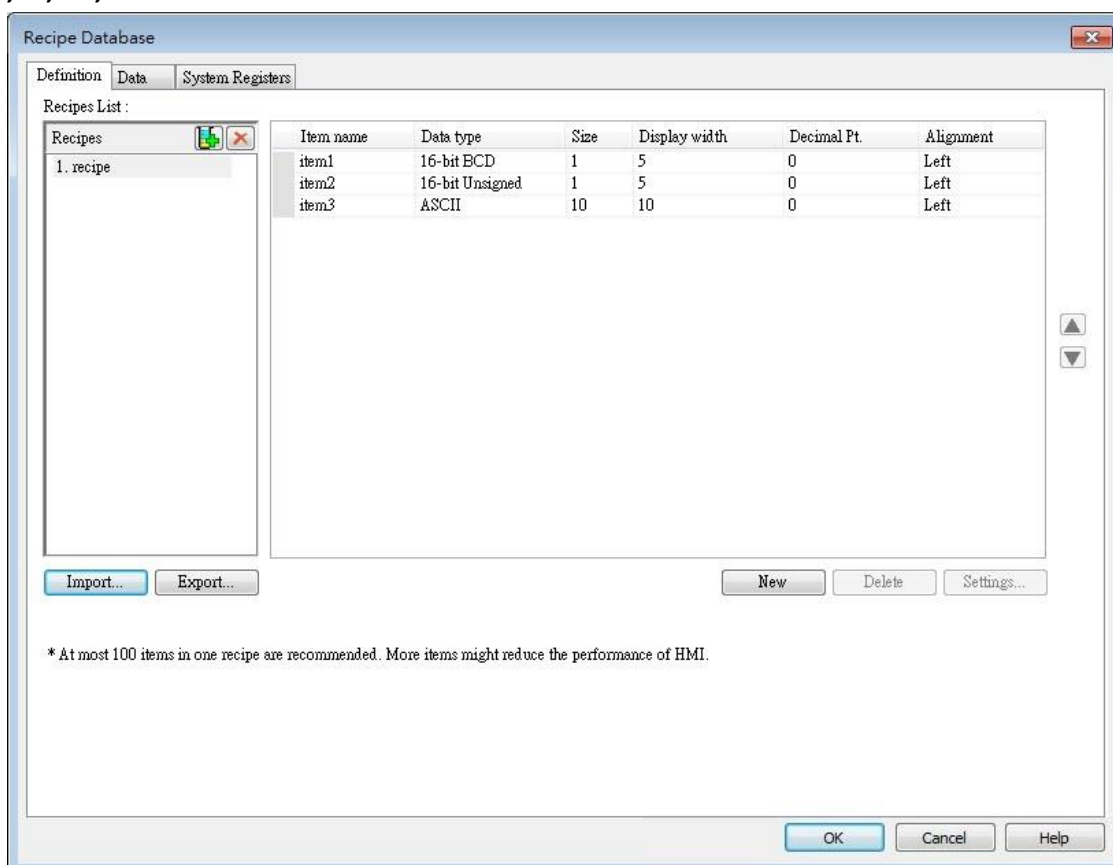 Recipe Database
Definition Data System Registers
Recipes List :
Recipes
1. recipe
Item name Data type Size Display width Decimal Pt. Alignment
item1 16-bit BCD 1 5 0 Left
item2 16-bit Unsigned 1 5 0 Left
item3 ASCII 10 10 0 Left
Import... Export... New Delete Settings...
* At most 100 items in one recipe are recommended. More items might reduce the performance of HMI.
OK Cancel Help